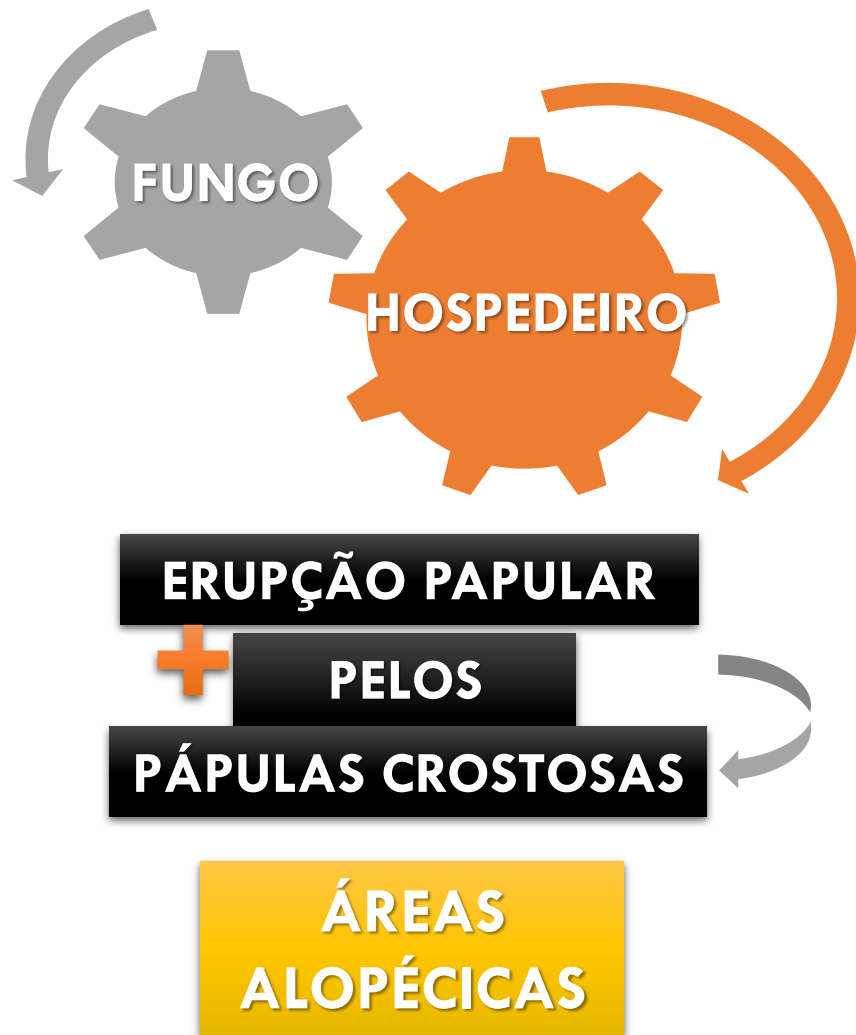 FUNGO
HOSPEDEIRO
ERUPÇÃO PAPULAR
+
PELOS
PÁPULAS CROSTOSAS
ÁREAS
ALOPÉCICAS